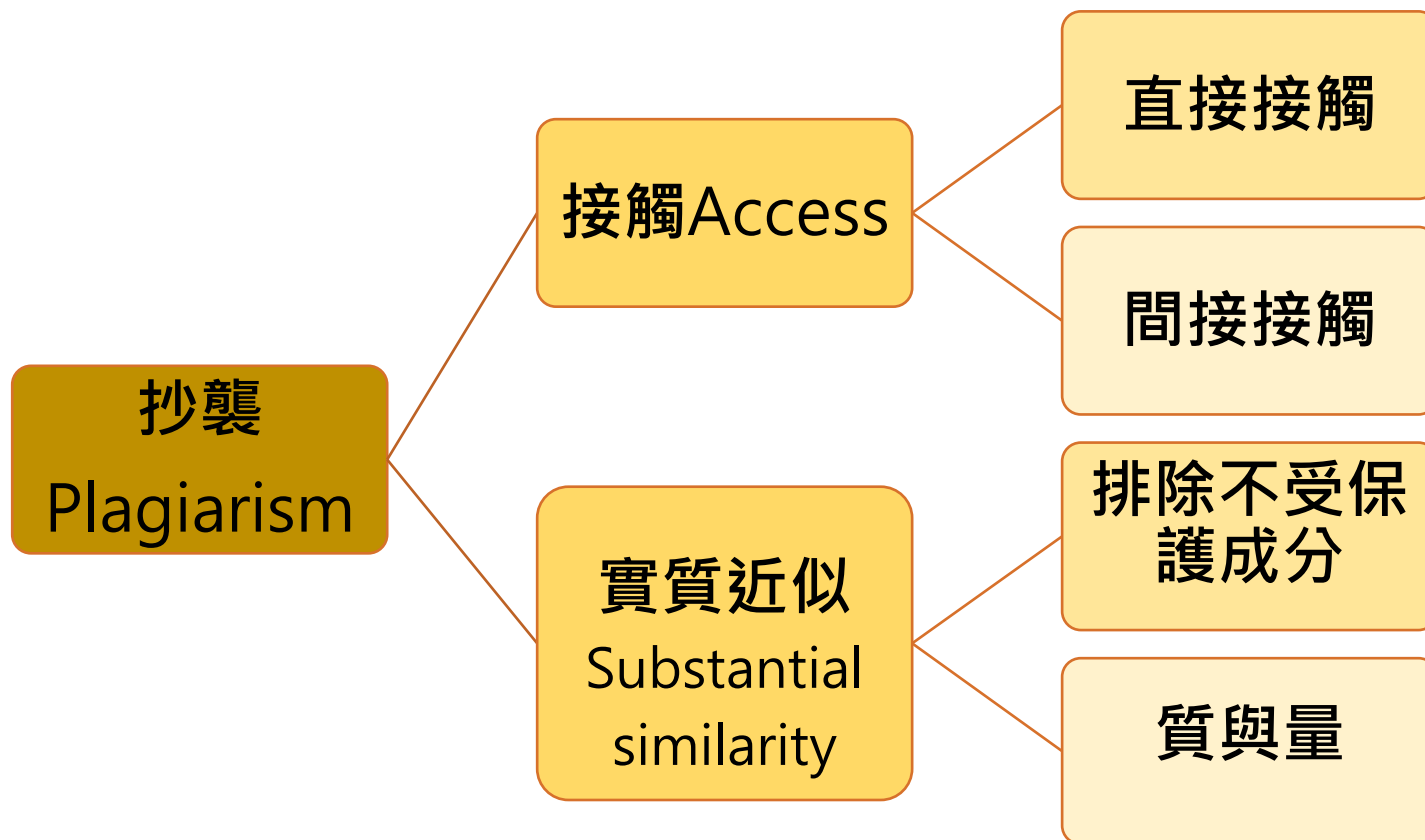 抄襲
Plagiarism
接觸Access
實質近似
Substantial
similarity
直接接觸
間接接觸
排除不受保
護成分
質與量